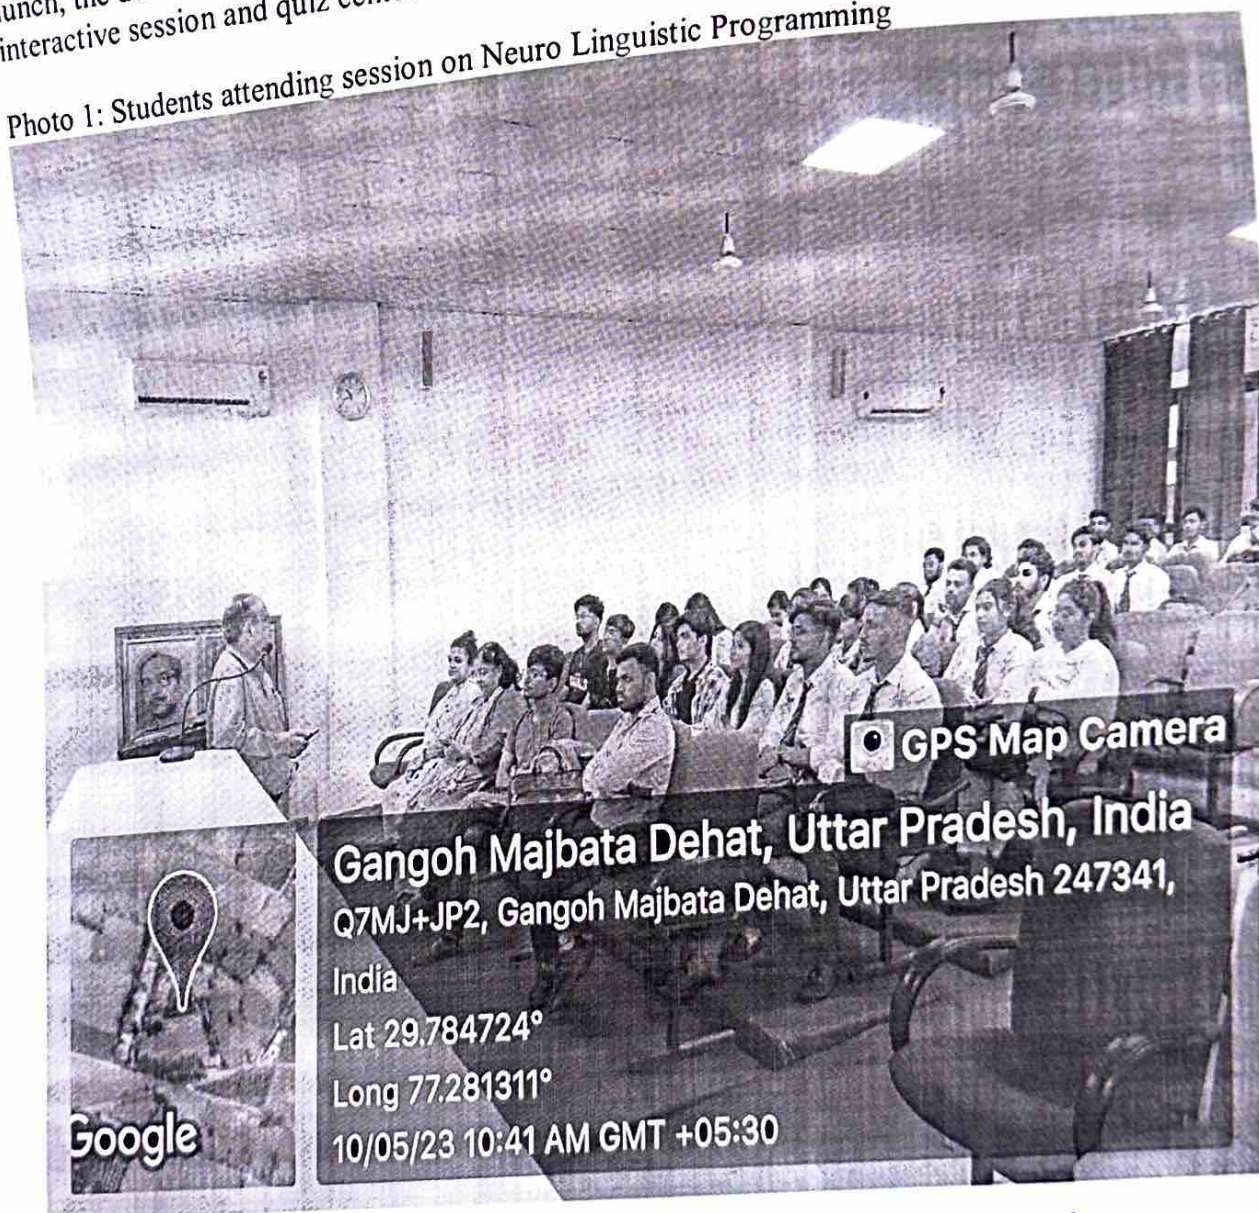 interactive session and quiz
Photo 1: Students attending session on Neuro Linguistic Programming
GPS Map Camera
Gangoh Majbata Dehat, Uttar Pradesh, India
Q7MJ+JP2, Gangoh Majbata Dehat, Uttar Pradesh 247341,
India
Lat 29.784724°
Long 77.281311°
10/05/23 10:41 AM GMT +05:30
Google